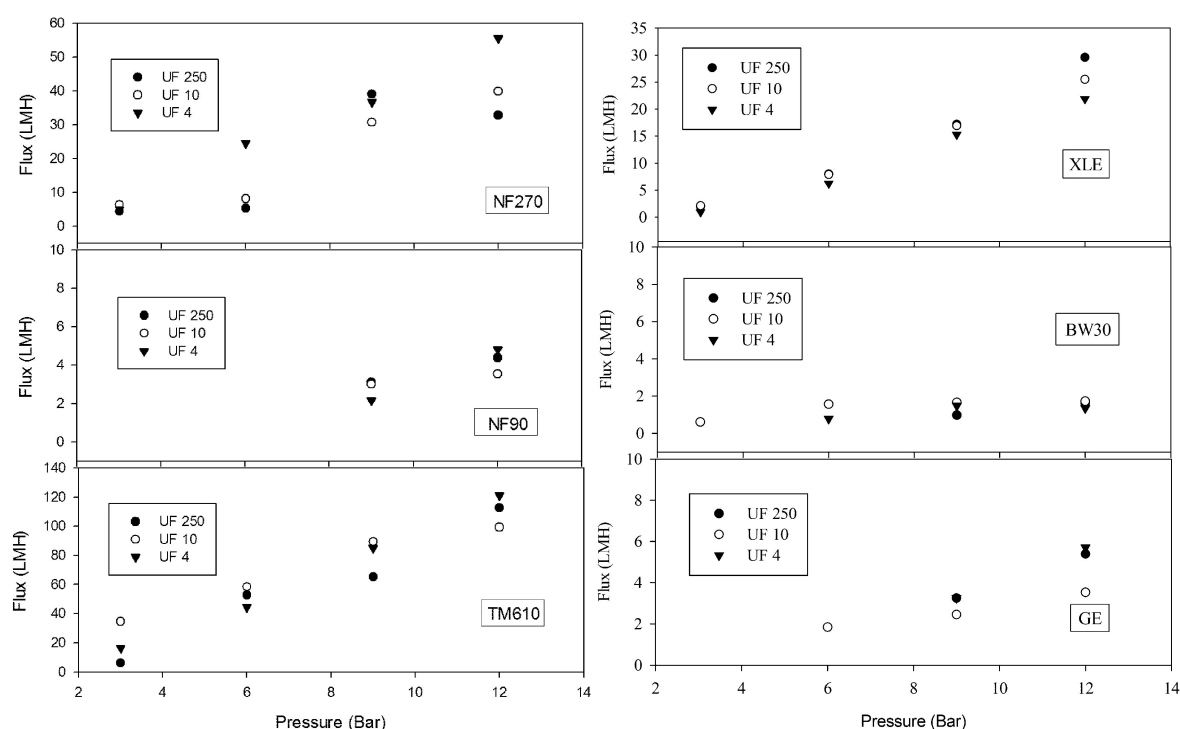 60
50
40
30
20
10
0
Flux (LMH)
UF 250
UF 10
UF 4
NF270
10
8
6
4
2
0
Flux (LMH)
UF 250
UF 10
UF 4
NF90
140
120
100
80
60
40
20
0
Flux (LMH)
UF 250
UF 10
UF 4
TM610
2 4 6 8 10 12 14
Pressure (Bar)
35
30
25
20
15
10
5
0
Flux (LMH)
UF 250
UF 10
UF 4
XLE
10
8
6
4
2
0
Flux (LMH)
UF 250
UF 10
UF 4
BW30
10
8
6
4
2
0
Flux (LMH)
UF 250
UF 10
UF 4
GE
2 4 6 8 10 12 14
Pressure (Bar)